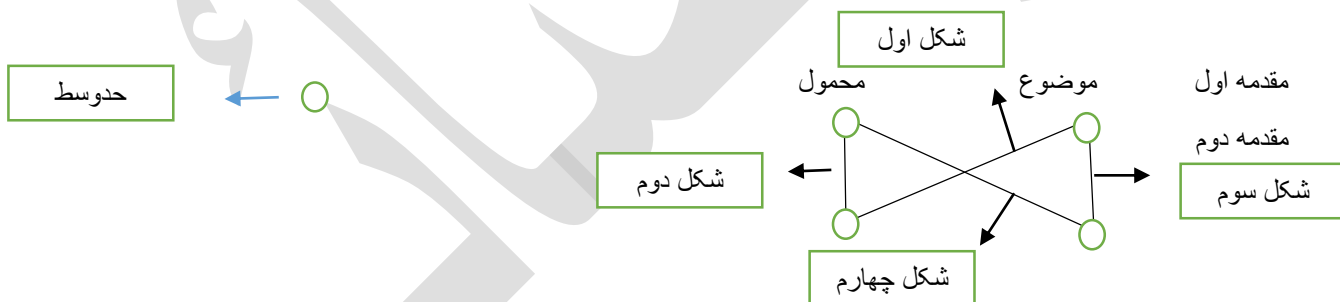 شکل اول
مقدمه اول موضوع محمول
حدوسط
مقدمه دوم
شکل سوم
شکل دوم
شکل چهارم